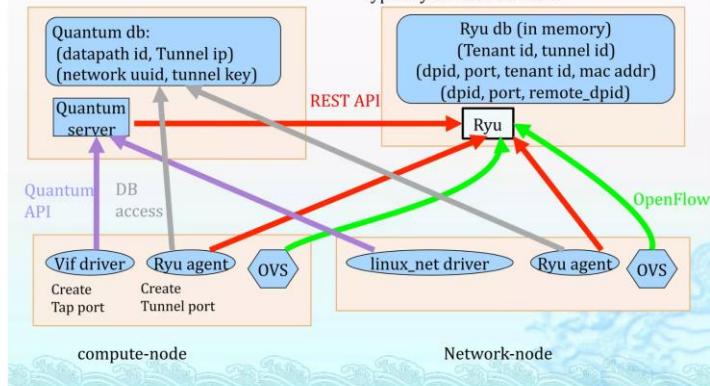 Quantum db:
(datapath id, Tunnel ip)
(network uuid, tunnel key)
Ryu db (in memory)
(Tenant id, tunnel id)
(dpid, port, tenant id, mac addr)
(dpid, port, remote_dpid)
Quantum
server
REST API
Ryu
Quantum
API
DB
access
OpenFlow
Vif driver
Ryu agent
OVS
linux_net driver
Ryu agent
OVS
Create
Tap port
Create
Tunnel port
compute-node
Network-node